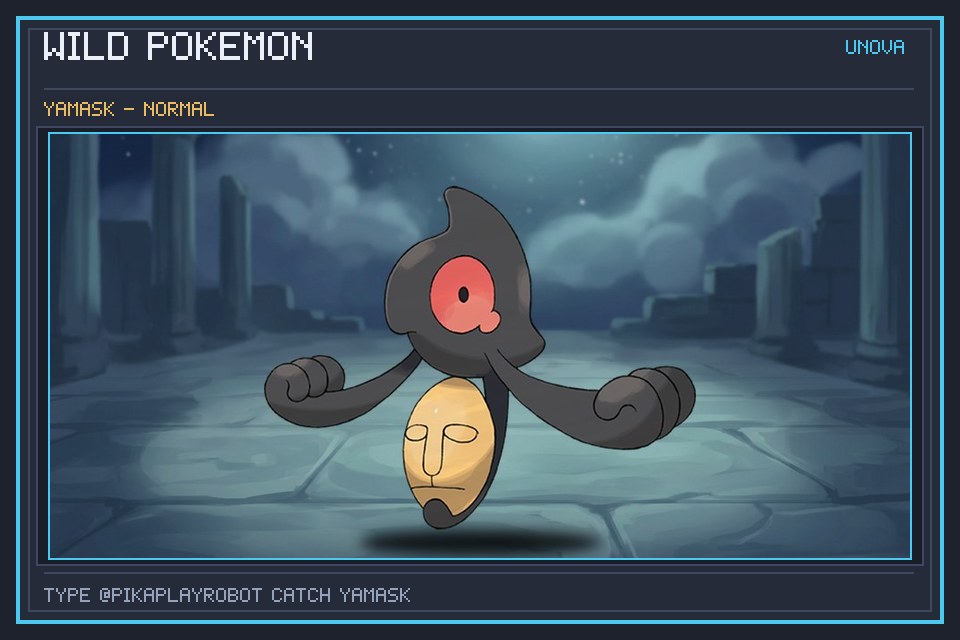 WILD POKEMON
UNOVA
YAMASK - NORMAL
TYPE @PIKAPLAYROBOT CATCH YAMASK